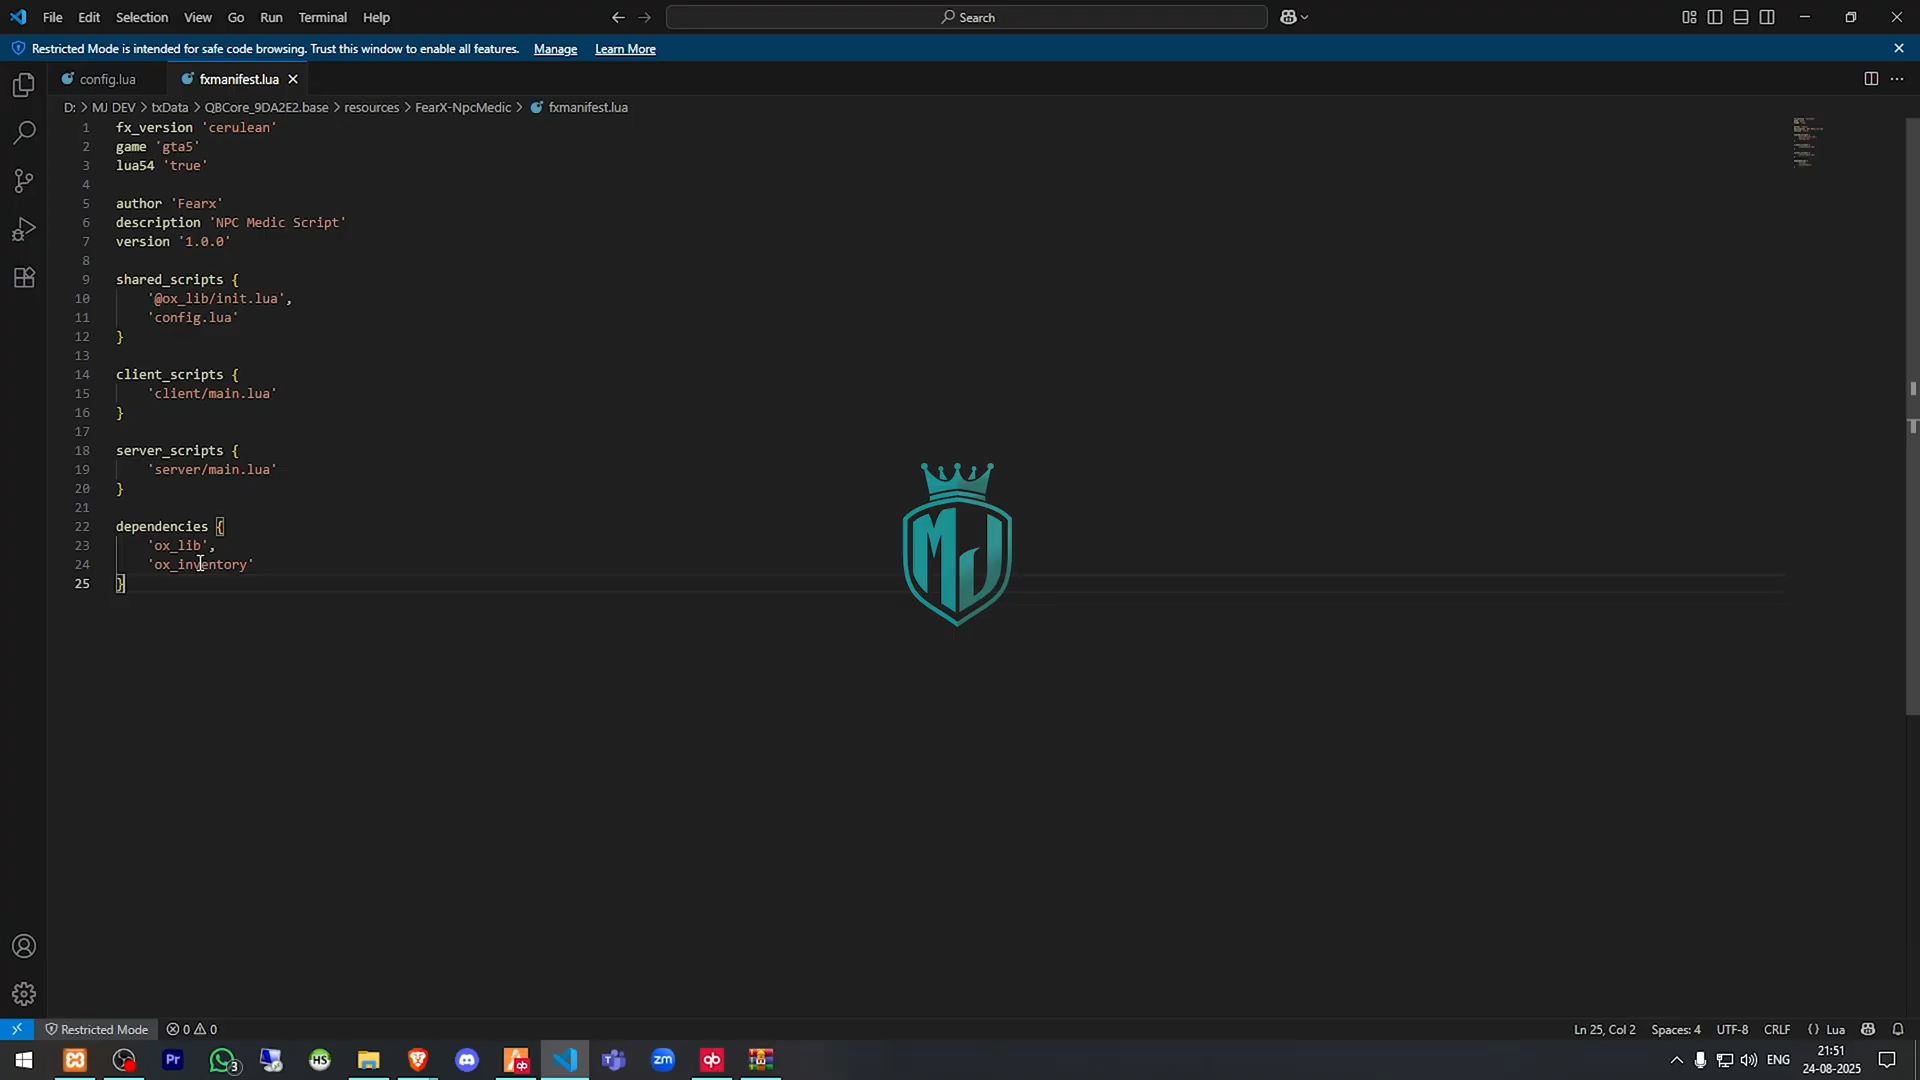 File Edit Selection View Go Run Terminal Help
Search
Restricted Mode is intended for safe code browsing. Trust this window to enable all features. Manage Learn More
config.lua fxmanifest.lua
D: > MJ DEV > txData > QBCore_9DA2E2.base > resources > FearX-NpcMedic > fxmanifest.lua
1 fx_version 'cerulean'
2 game 'gta5'
3 lua54 'true'
4
5 author 'Fearx'
6 description 'NPC Medic Script'
7 version '1.0.0'
8
9 shared_scripts {
10 '@ox_lib/init.lua',
11 'config.lua'
12 }
13
14 client_scripts {
15 'client/main.lua'
16 }
17
18 server_scripts {
19 'server/main.lua'
20 }
21
22 dependencies {
23 'ox_lib',
24 'ox_inventory'
25 }
MJ
Restricted Mode 0 0 Ln 25, Col 2 Spaces: 4 UTF-8 CRLF {} Lua
Pr 3 HS qb zm qb ENG 21:51
24-08-2025